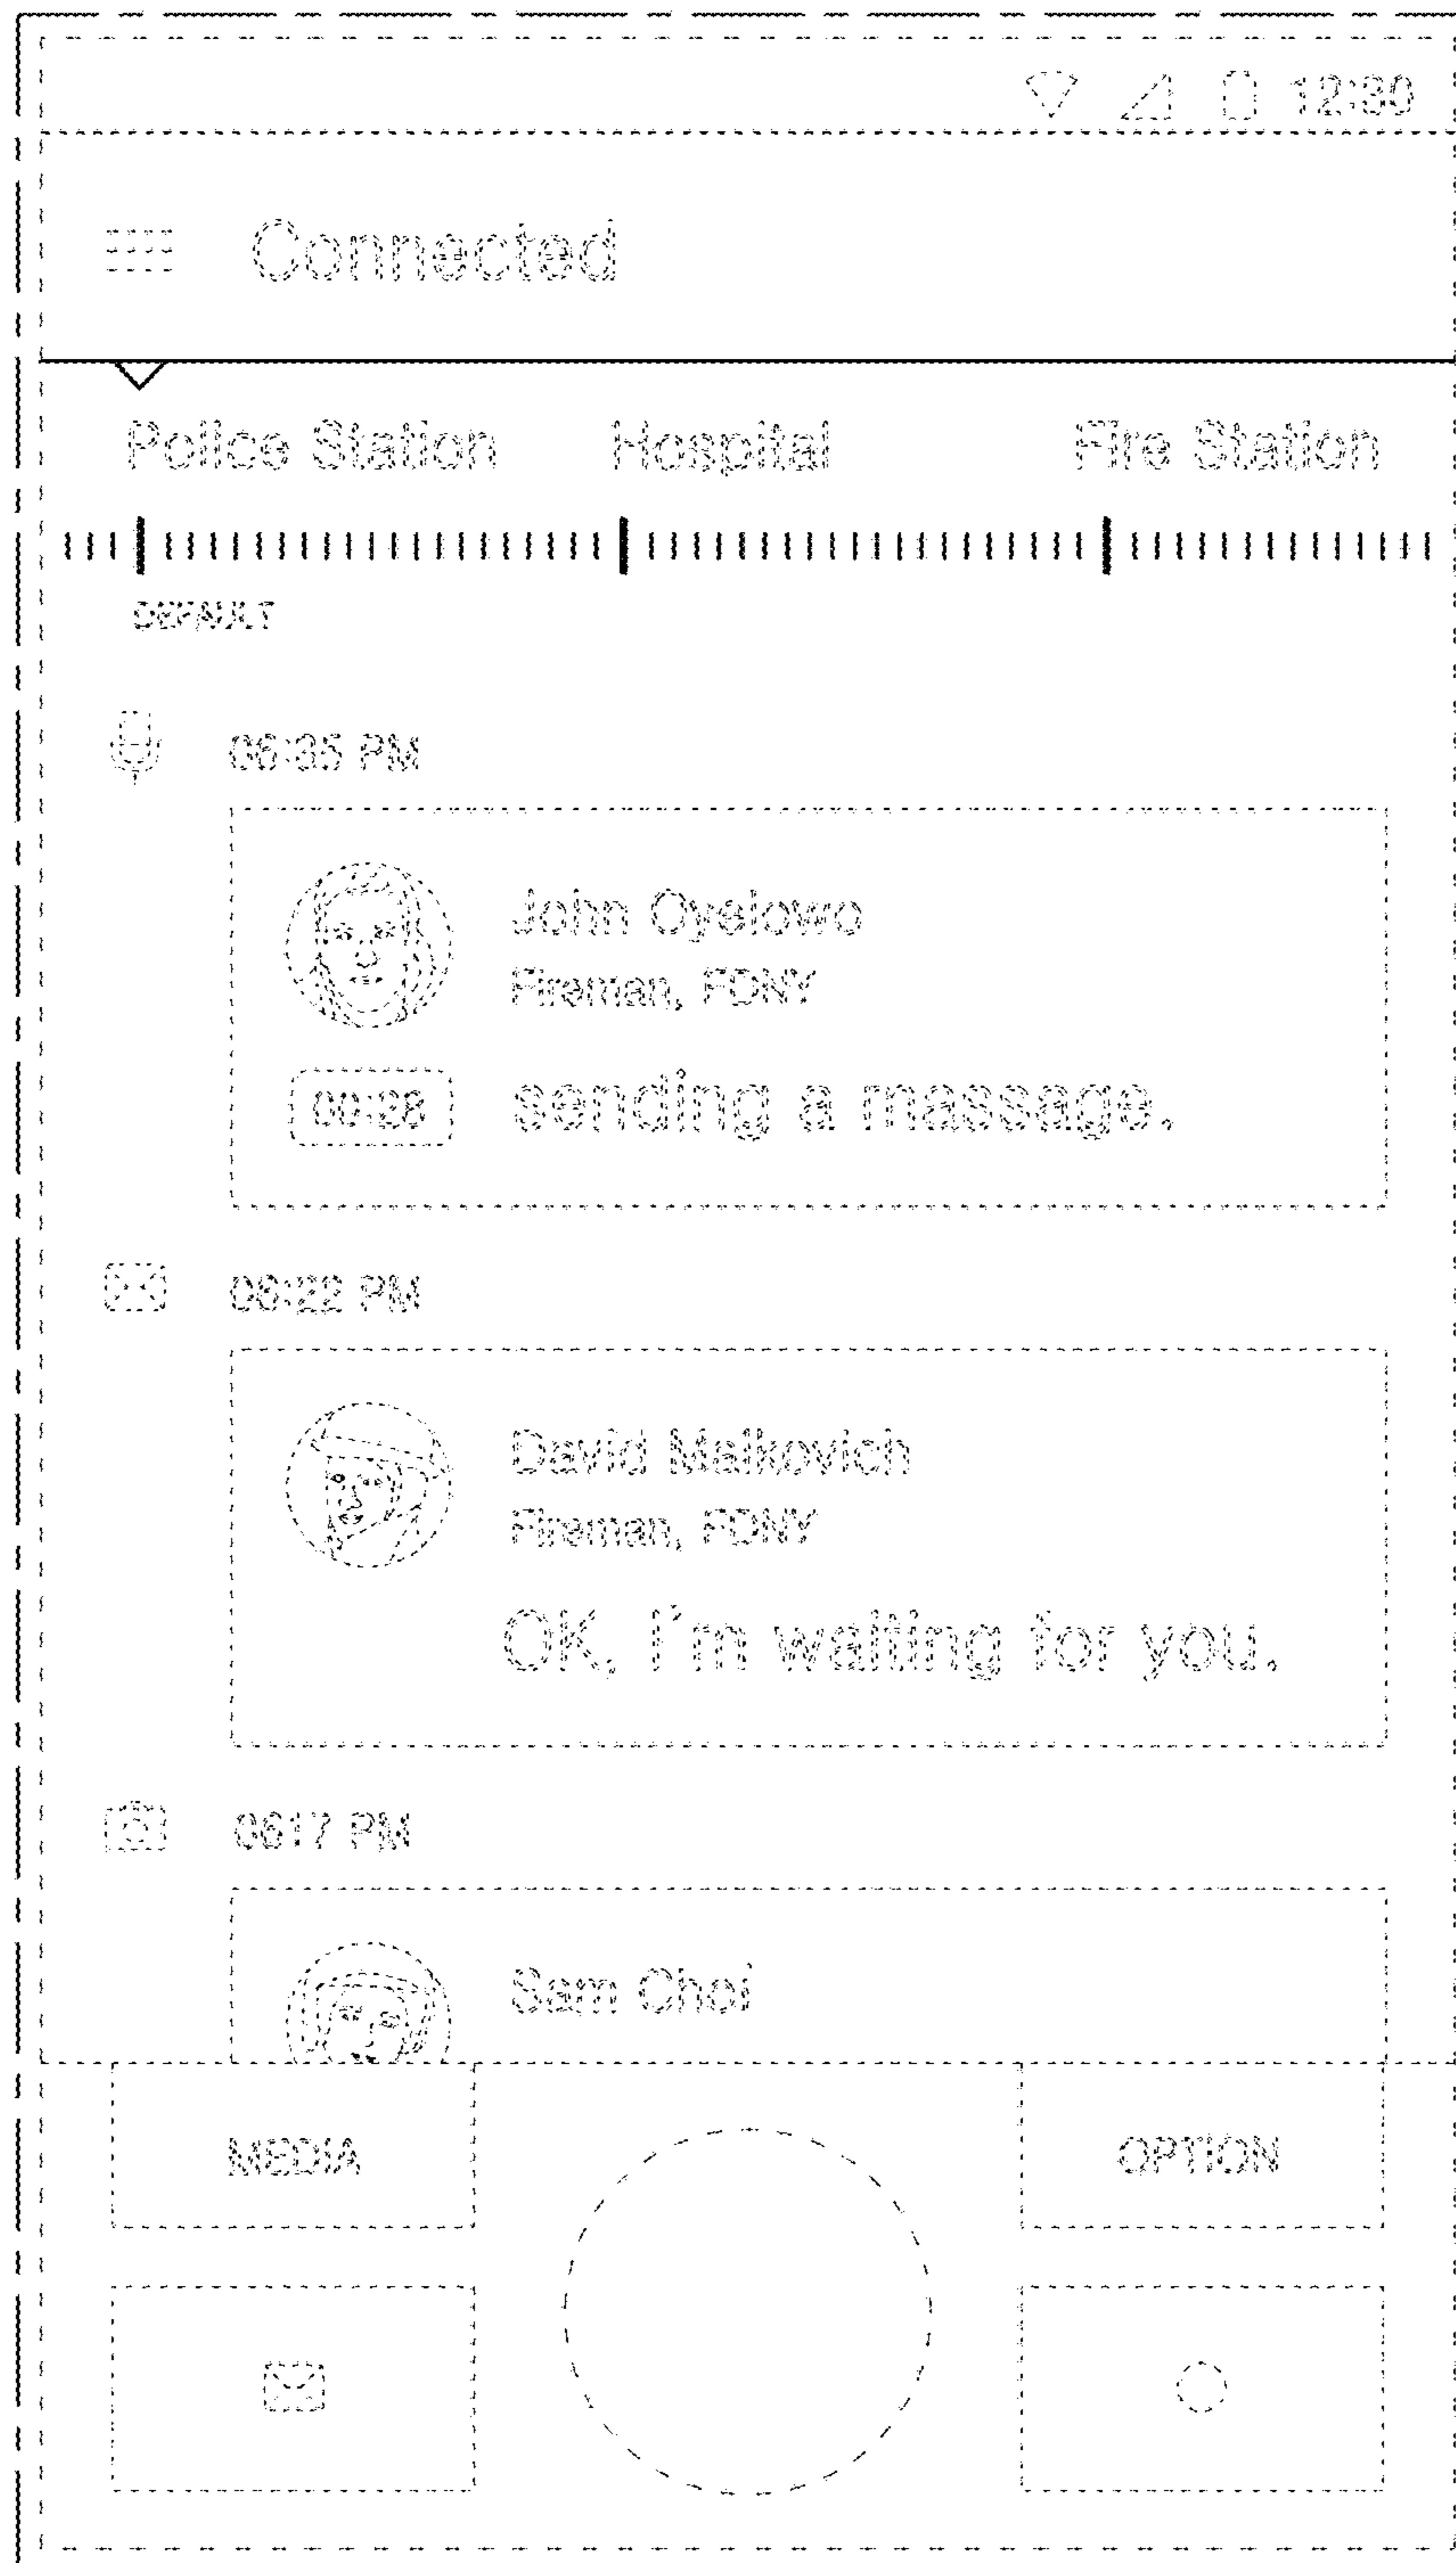 12:30
Connected
Police Station Hospital Fire Station
DEFAULT
06:35 PM
John Oyelowo
Fireman, FDNY
00:28 sending a massage.
06:22 PM
David Malkovich
Fireman, FDNY
OK, I'm waiting for you.
0617 PM
Sam Choi
MEDIA OPTION